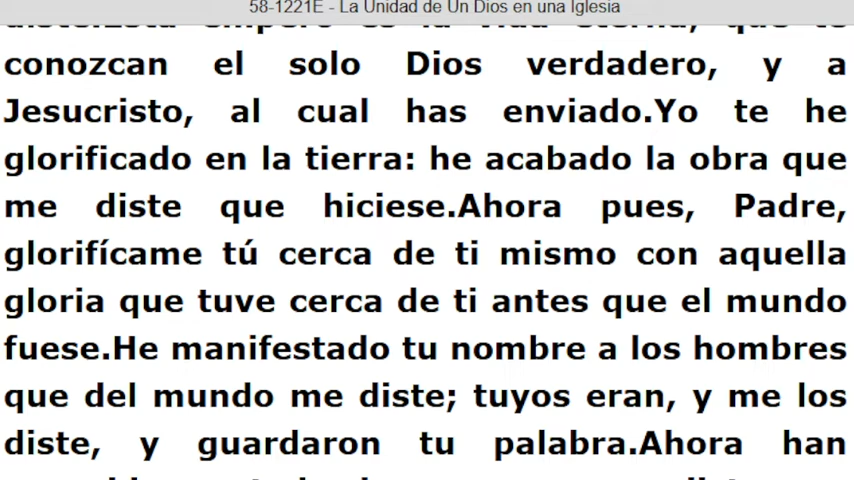 58-1221E - La Unidad de Un Dios en una Iglesia
conozcan el solo Dios verdadero, y a
Jesucristo, al cual has enviado.Yo te he
glorificado en la tierra: he acabado la obra que
me diste que hiciese.Ahora pues, Padre,
glorifícame tú cerca de ti mismo con aquella
gloria que tuve cerca de ti antes que el mundo
fuese.He manifestado tu nombre a los hombres
que del mundo me diste; tuyos eran, y me los
diste, y guardaron tu palabra.Ahora han